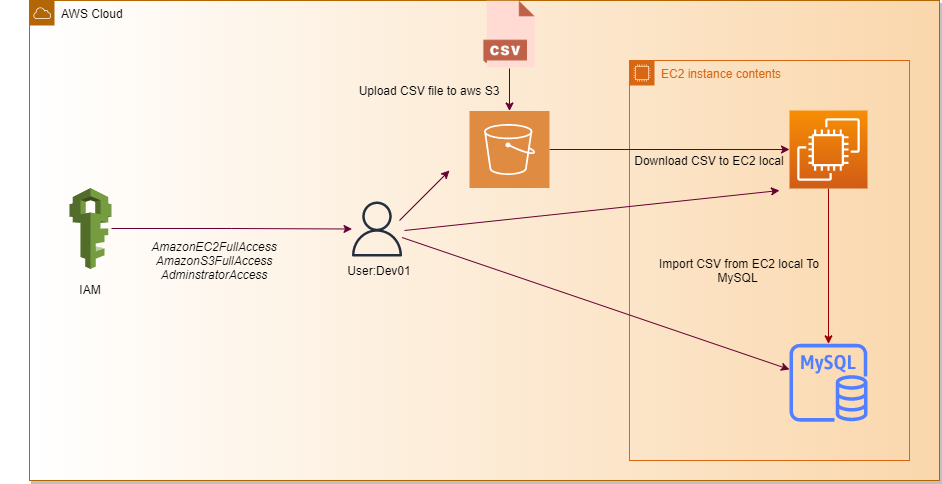 AWS Cloud
CSV
Upload CSV file to aws S3
EC2 instance contents
Download CSV to EC2 local
AmazonEC2FullAccess
AmazonS3FullAccess
AdminstratorAccess
IAM
User:Dev01
Import CSV from EC2 local To
MySQL
MySQL